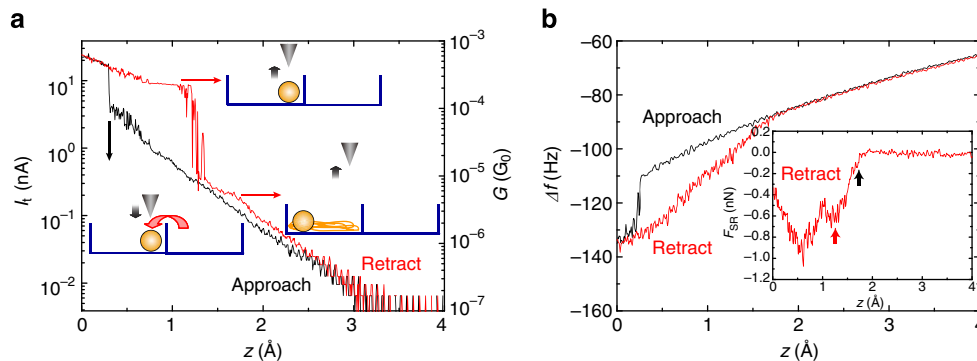 a
b
10⁻³
10⁻⁴
10⁻⁵
10⁻⁶
10⁻⁷
G (G₀)
10¹
10⁰
10⁻¹
10⁻²
Iₜ (nA)
Approach
Retract
0 1 2 3 4
z (Å)
−60
−80
−100
−120
−140
−160
Δf (Hz)
Approach
Retract
0 1 2 3 4
z (Å)
0.2
0.0
−0.2
−0.4
−0.6
−0.8
−1.0
−1.2
F_SR (nN)
Retract
0 1 2 3 4
z (Å)